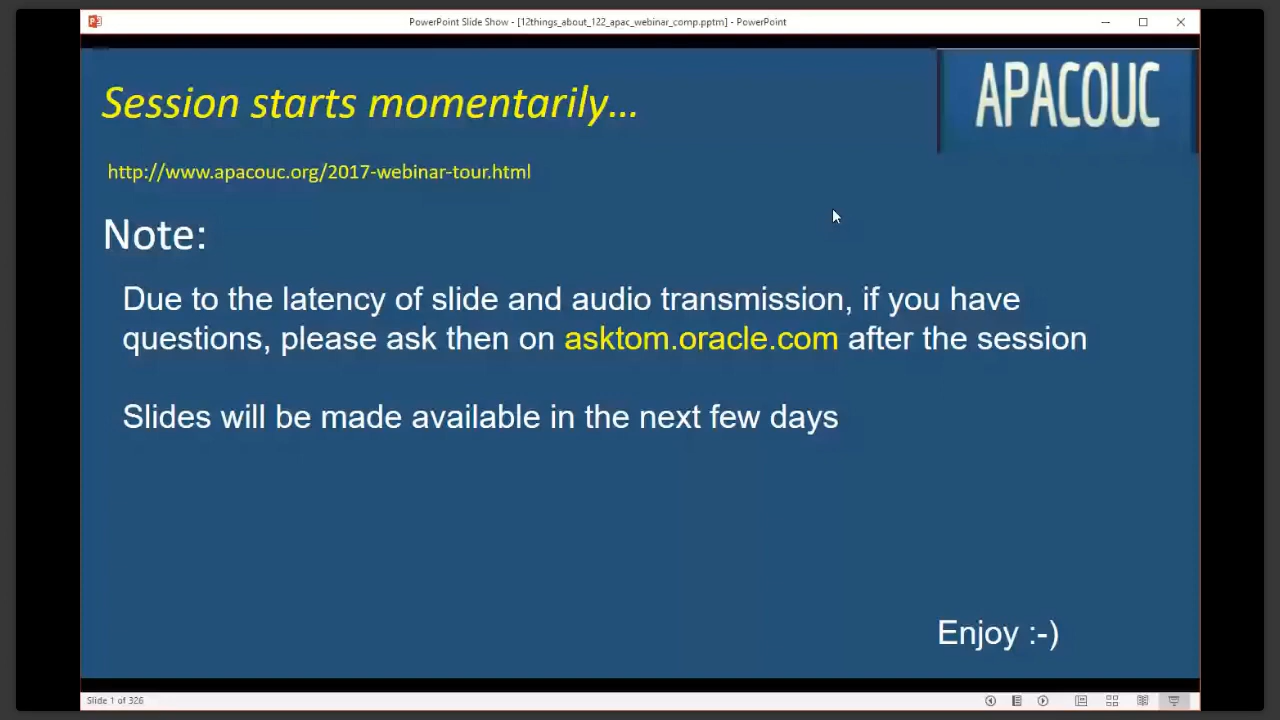 PowerPoint Slide Show - [12things_about_122_apac_webinar_comp.pptm] - PowerPoint
APACOUC
Session starts momentarily...
http://www.apacouc.org/2017-webinar-tour.html
Note:
Due to the latency of slide and audio transmission, if you have
questions, please ask then on asktom.oracle.com after the session
Slides will be made available in the next few days
Enjoy :-)
Slide 1 of 326